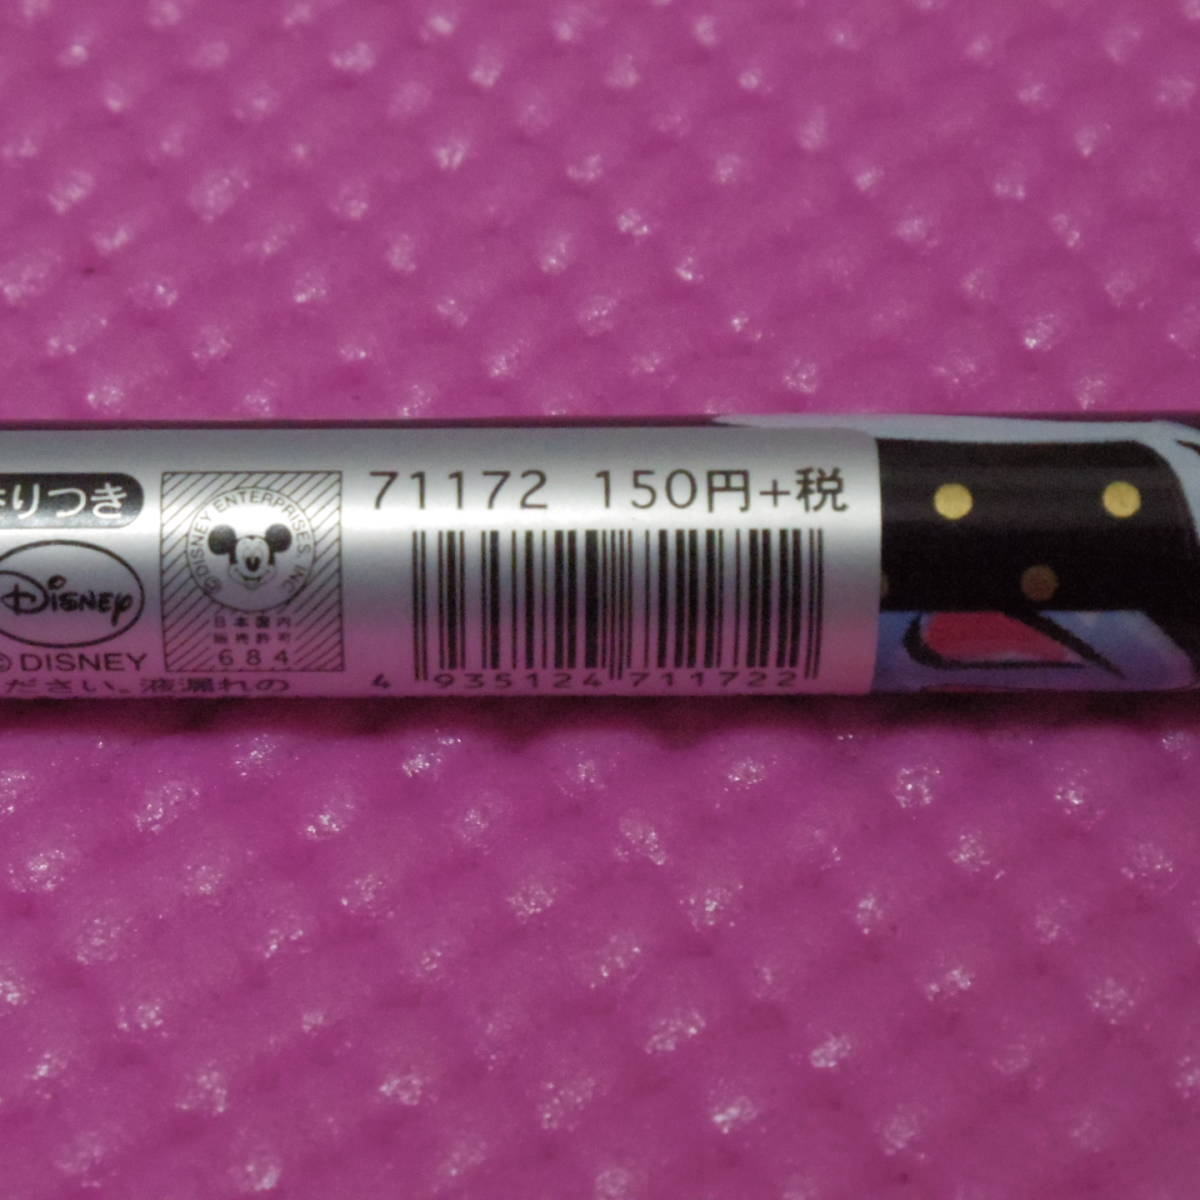 りつき
DISNEY
© DISNEY
ださい。液漏れの
© DISNEY ENTERPRISES, INC
日本国内
販売許可
684
71172 150円+税
4 935124 711722